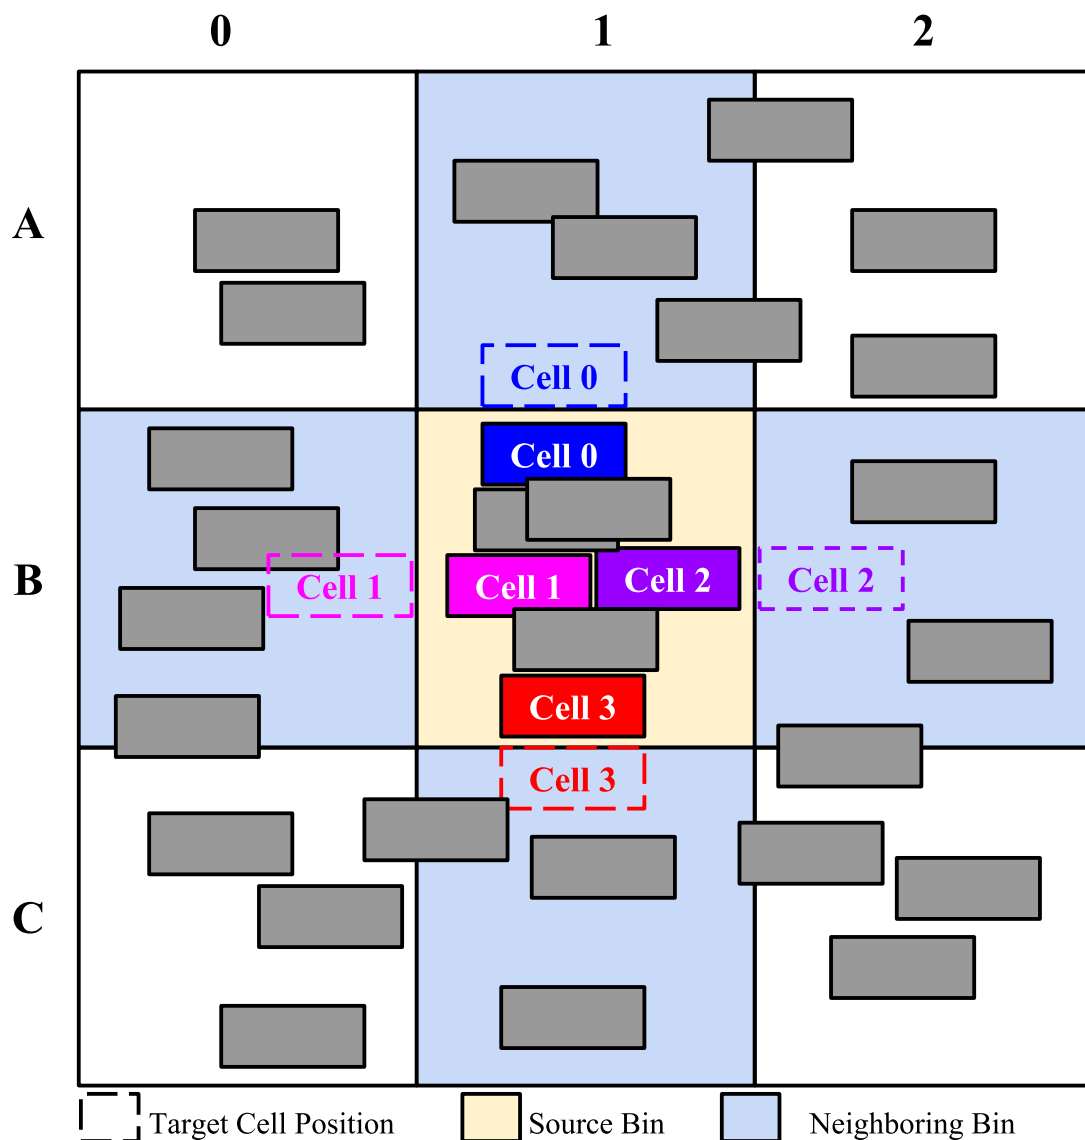 0 1 2
A
Cell 0
Cell 0
B
Cell 1 Cell 1 Cell 2 Cell 2
Cell 3
Cell 3
C
Target Cell Position Source Bin Neighboring Bin